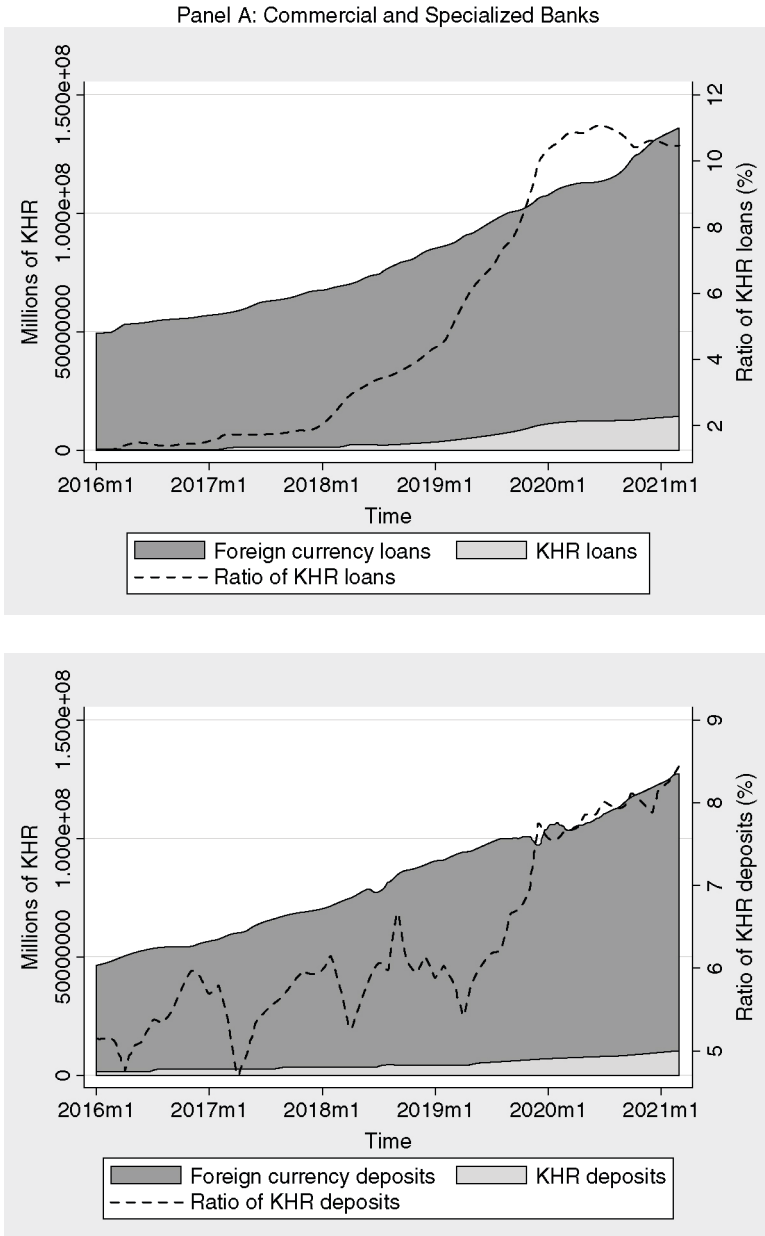 Panel A: Commercial and Specialized Banks
Millions of KHR
1.500e+08
1.000e+08
50000000
0
12
10
8
6
4
2
Ratio of KHR loans (%)
2016m1 2017m1 2018m1 2019m1 2020m1 2021m1
Time
Foreign currency loans KHR loans
Ratio of KHR loans
Millions of KHR
1.500e+08
1.000e+08
50000000
0
9
8
7
6
5
Ratio of KHR deposits (%)
2016m1 2017m1 2018m1 2019m1 2020m1 2021m1
Time
Foreign currency deposits KHR deposits
Ratio of KHR deposits